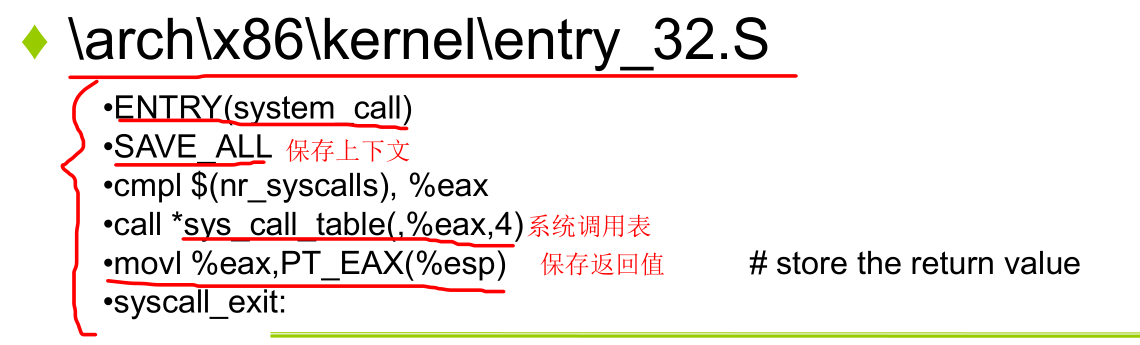 \arch\x86\kernel\entry_32.S
•ENTRY(system_call)
•SAVE_ALL 保存上下文
•cmpl $(nr_syscalls), %eax
•call *sys_call_table(,%eax,4) 系统调用表
•movl %eax,PT_EAX(%esp) 保存返回值 # store the return value
•syscall_exit: